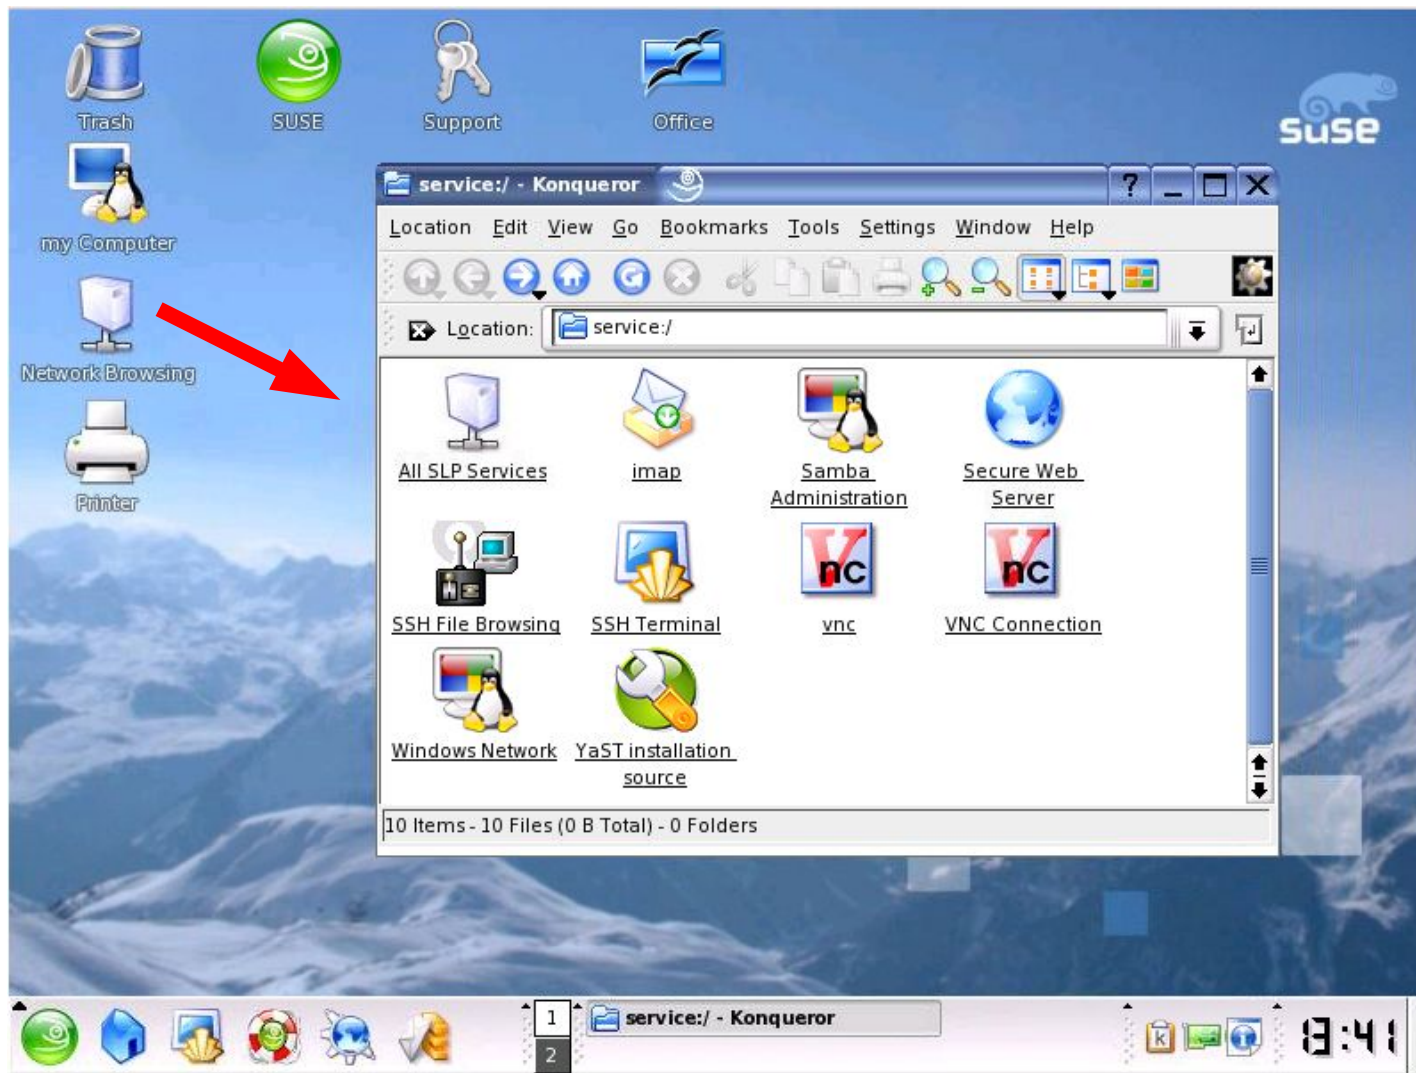 Trash
SUSE
Support
Office
suse
my Computer
Network Browsing
Printer
service:/ - Konqueror
?
Location Edit View Go Bookmarks Tools Settings Window Help
Location: service:/
All SLP Services
imap
Samba
Administration
Secure Web
Server
SSH File Browsing
SSH Terminal
Vnc
vnc
Vnc
VNC Connection
Windows Network
YaST installation
source
10 Items - 10 Files (0 B Total) - 0 Folders
1
2
service:/ - Konqueror
k
13:41